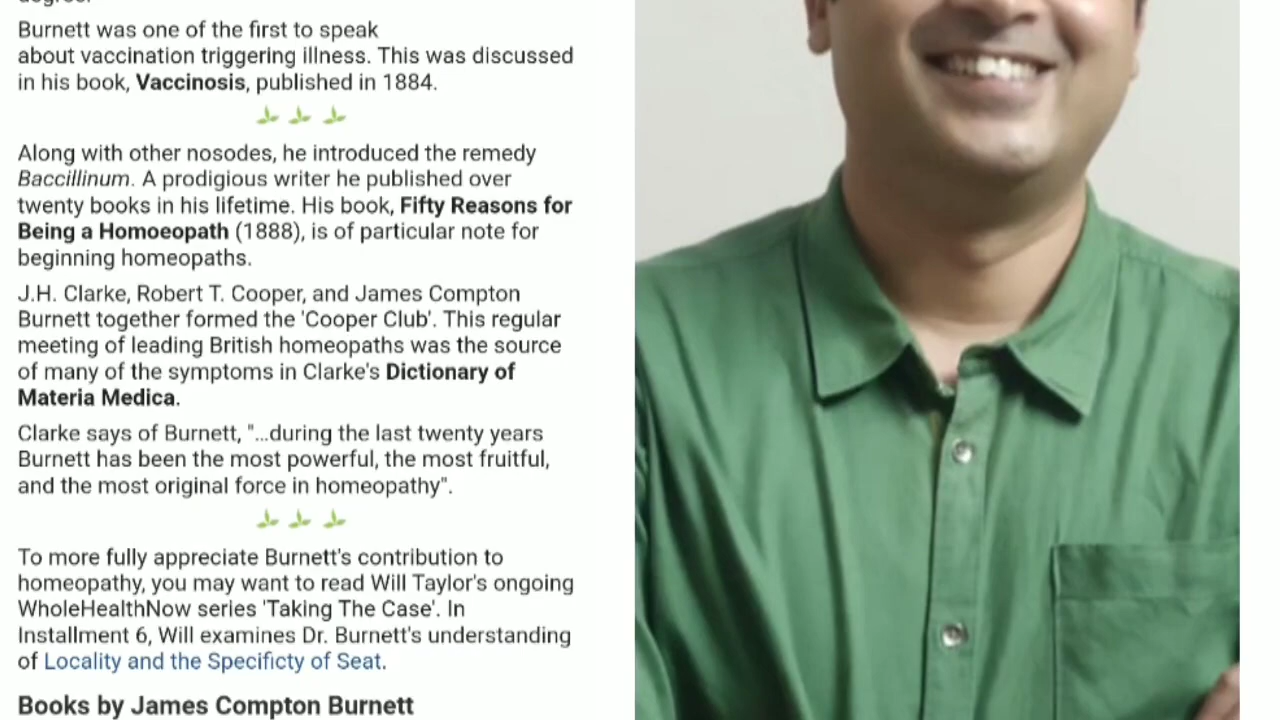 Burnett was one of the first to speak
about vaccination triggering illness. This was discussed
in his book, Vaccinosis, published in 1884.
Along with other nosodes, he introduced the remedy
Baccillinum. A prodigious writer he published over
twenty books in his lifetime. His book, Fifty Reasons for
Being a Homoeopath (1888), is of particular note for
beginning homeopaths.
J.H. Clarke, Robert T. Cooper, and James Compton
Burnett together formed the 'Cooper Club'. This regular
meeting of leading British homeopaths was the source
of many of the symptoms in Clarke's Dictionary of
Materia Medica.
Clarke says of Burnett, "...during the last twenty years
Burnett has been the most powerful, the most fruitful,
and the most original force in homeopathy".
To more fully appreciate Burnett's contribution to
homeopathy, you may want to read Will Taylor's ongoing
WholeHealthNow series 'Taking The Case'. In
Installment 6, Will examines Dr. Burnett's understanding
of Locality and the Specificty of Seat.
Books by James Compton Burnett